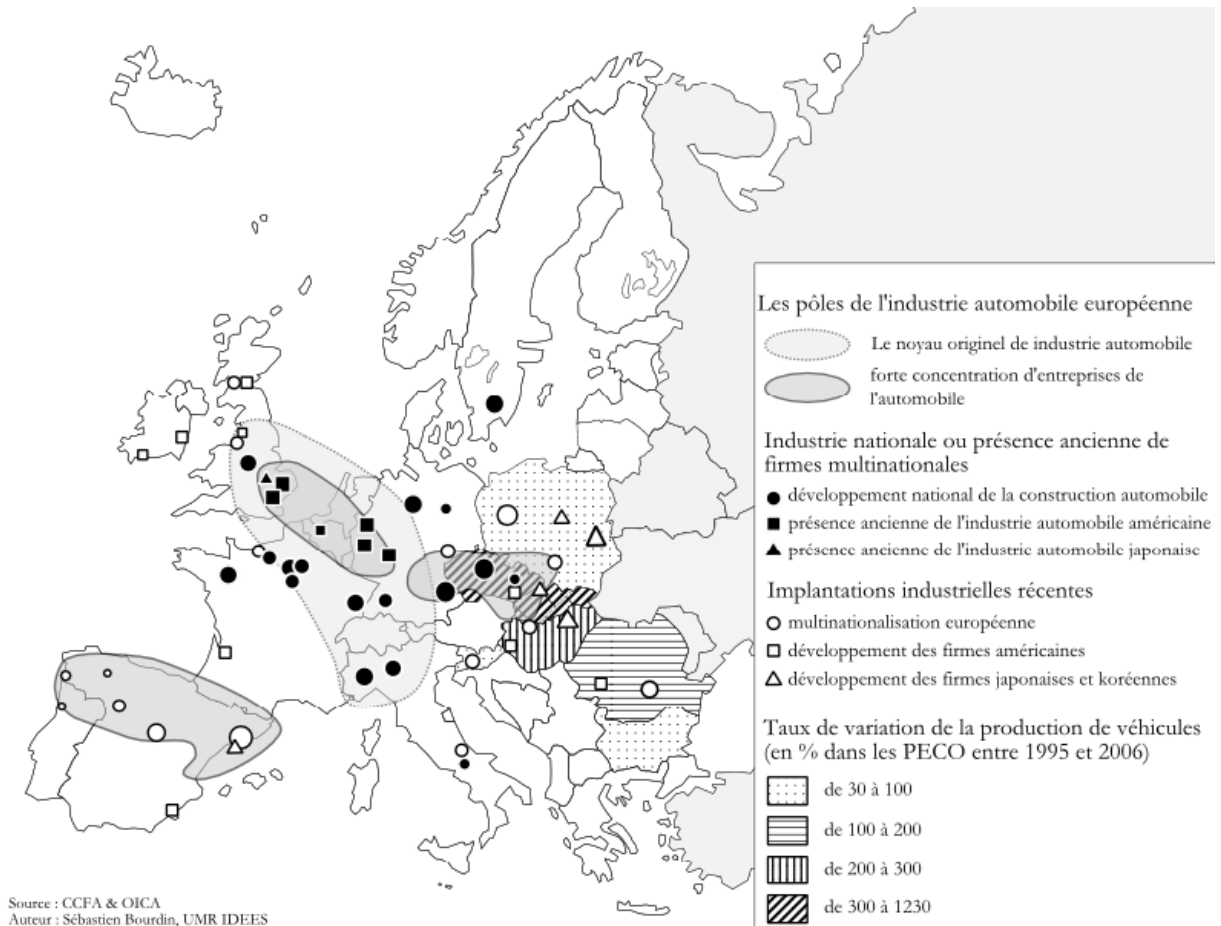 Les pôles de l'industrie automobile européenne
Le noyau originel de industrie automobile
forte concentration d'entreprises de
l'automobile
Industrie nationale ou présence ancienne de
firmes multinationales
développement national de la construction automobile
présence ancienne de l'industrie automobile américaine
présence ancienne de l'industrie automobile japonaise
Implantations industrielles récentes
multinationalisation européenne
développement des firmes américaines
développement des firmes japonaises et koréennes
Taux de variation de la production de véhicules
(en % dans les PECO entre 1995 et 2006)
de 30 à 100
de 100 à 200
de 200 à 300
de 300 à 1230
Source : CCFA & OICA
Auteur : Sébastien Bourdin, UMR IDEES